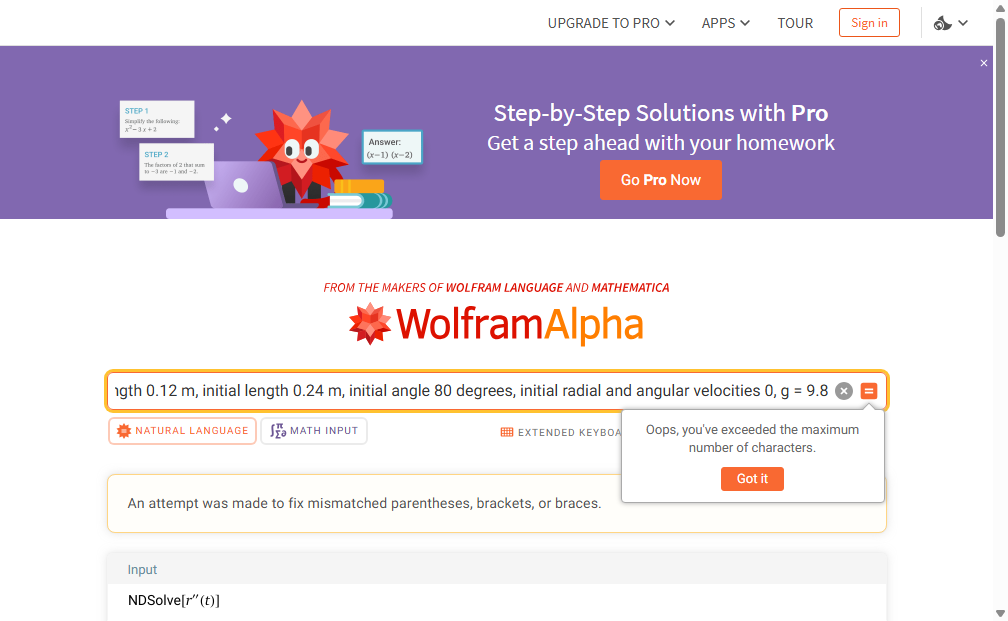 UPGRADE TO PRO APPS TOUR Sign in
STEP 1
Simplify the following:
x²− 3 x + 2
STEP 2
The factors of 2 that sum
to −3 are −1 and −2.
Answer:
(x−1) (x−2)
Step-by-Step Solutions with Pro
Get a step ahead with your homework
Go Pro Now
FROM THE MAKERS OF WOLFRAM LANGUAGE AND MATHEMATICA
WolframAlpha
ngth 0.12 m, initial length 0.24 m, initial angle 80 degrees, initial radial and angular velocities 0, g = 9.8
NATURAL LANGUAGE MATH INPUT EXTENDED KEYBOA
Oops, you've exceeded the maximum
number of characters.
Got it
An attempt was made to fix mismatched parentheses, brackets, or braces.
Input
NDSolve[r′′(t)]